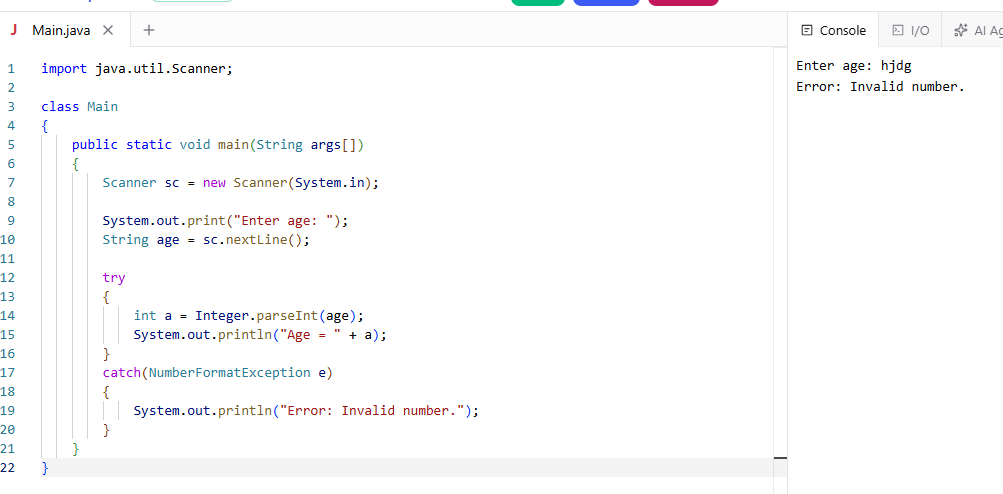 J Main.java × +
1 import java.util.Scanner;
2
3 class Main
4 {
5 public static void main(String args[])
6 {
7 Scanner sc = new Scanner(System.in);
8
9 System.out.print("Enter age: ");
10 String age = sc.nextLine();
11
12 try
13 {
14 int a = Integer.parseInt(age);
15 System.out.println("Age = " + a);
16 }
17 catch(NumberFormatException e)
18 {
19 System.out.println("Error: Invalid number.");
20 }
21 }
22 }
Console I/O AI
Enter age: hjdg
Error: Invalid number.